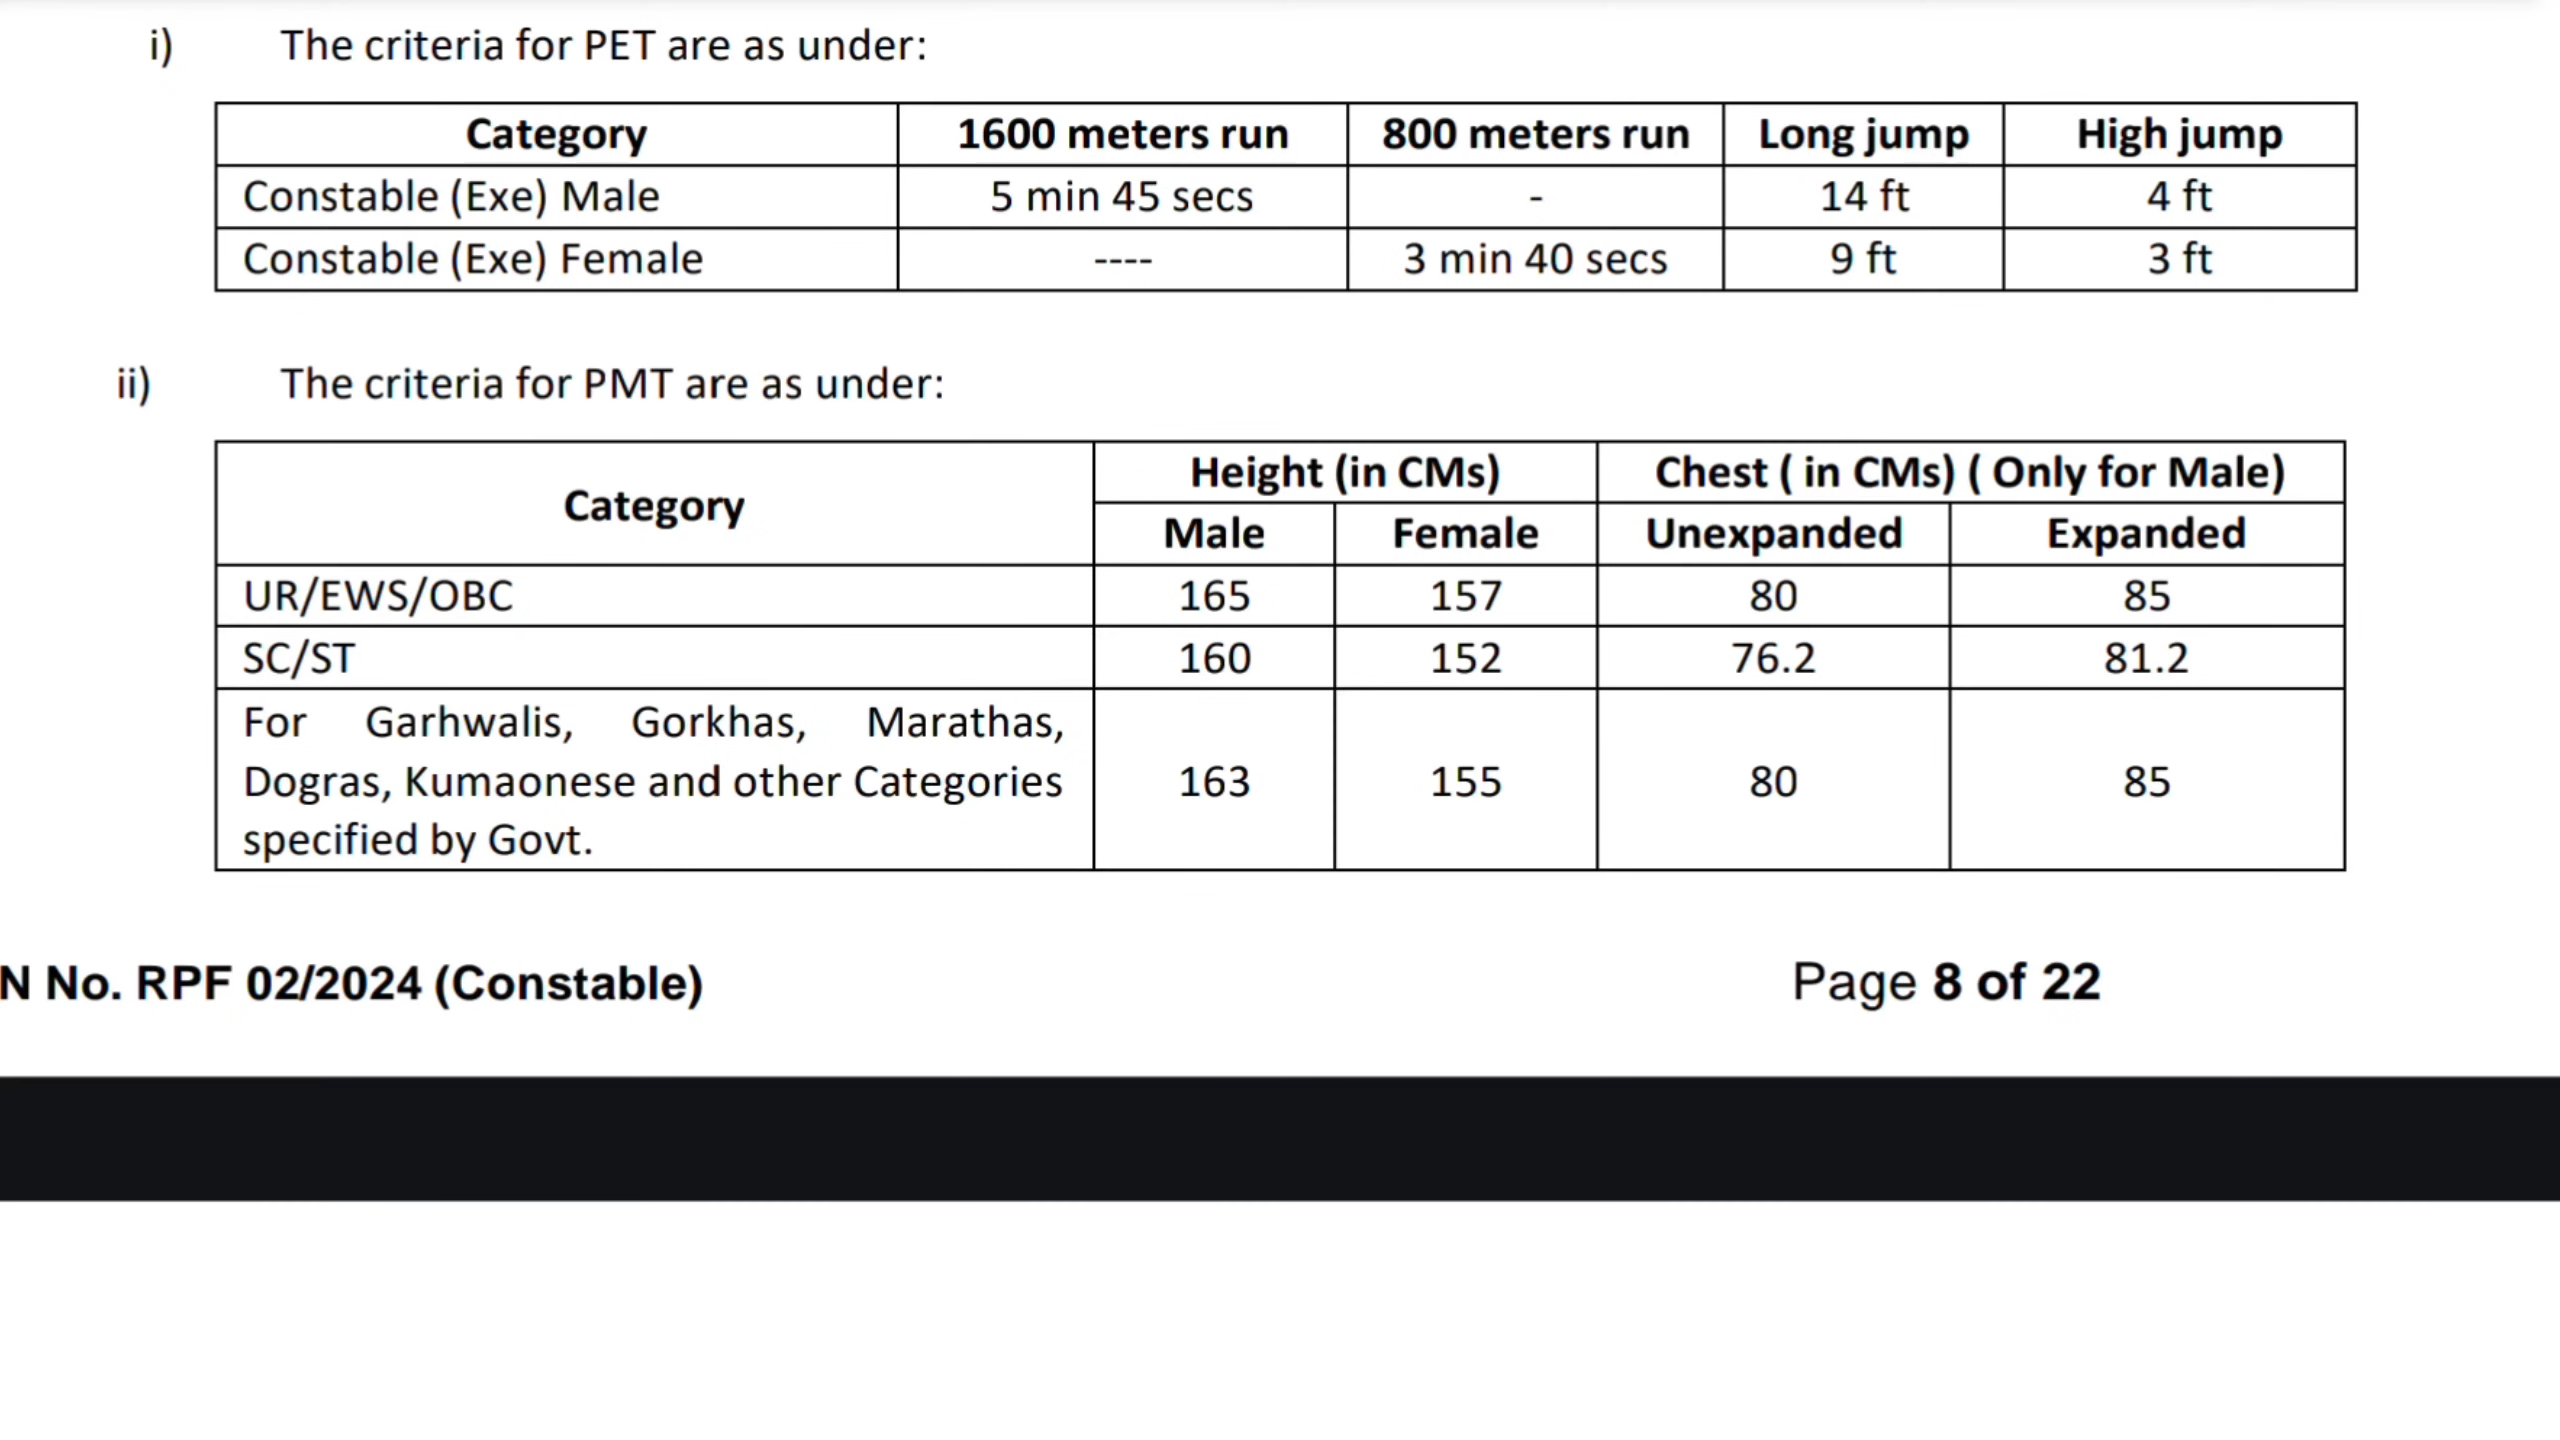 i) The criteria for PET are as under:
Category 1600 meters run 800 meters run Long jump High jump
Constable (Exe) Male 5 min 45 secs - 14 ft 4 ft
Constable (Exe) Female ---- 3 min 40 secs 9 ft 3 ft
ii) The criteria for PMT are as under:
Category Height (in CMs) Chest ( in CMs) ( Only for Male)
Male Female Unexpanded Expanded
UR/EWS/OBC 165 157 80 85
SC/ST 160 152 76.2 81.2
For Garhwalis, Gorkhas, Marathas,
Dogras, Kumaonese and other Categories 163 155 80 85
specified by Govt.
N No. RPF 02/2024 (Constable) Page 8 of 22